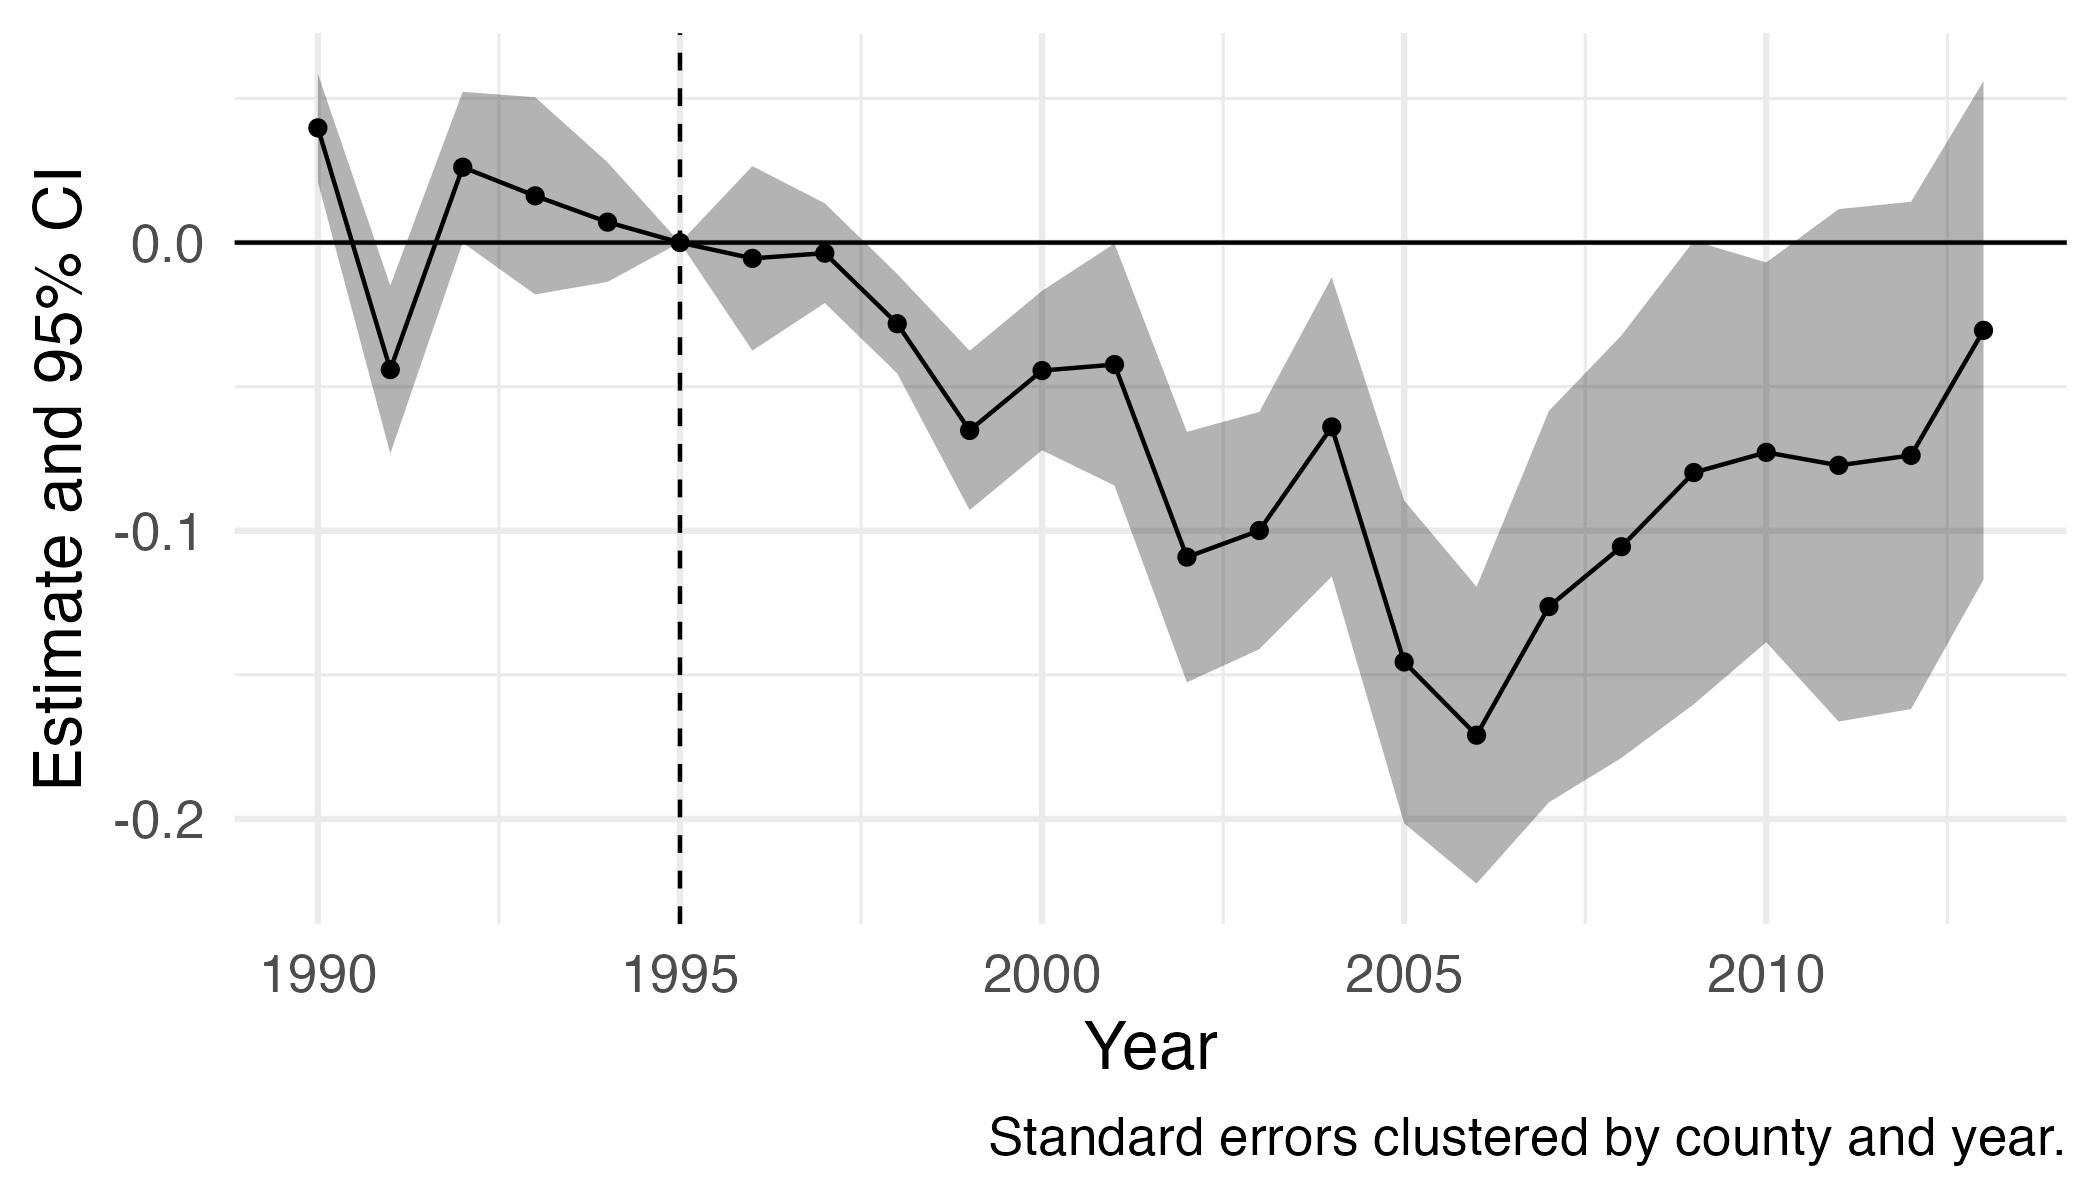 Estimate and 95% CI
0.0
-0.1
-0.2
1990 1995 2000 2005 2010
Year
Standard errors clustered by county and year.